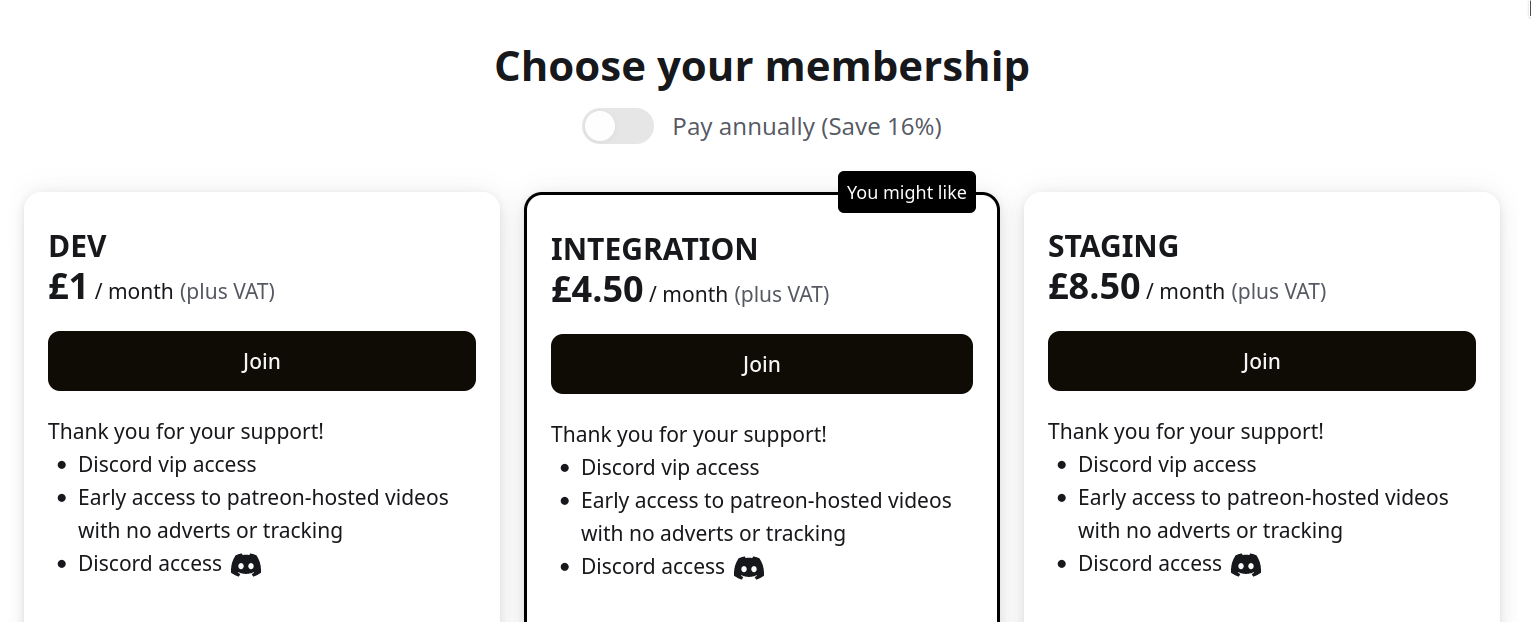 Choose your membership
Pay annually (Save 16%)
You might like
DEV
£1 / month (plus VAT)
Join
Thank you for your support!
• Discord vip access
• Early access to patreon-hosted videos
with no adverts or tracking
• Discord access
INTEGRATION
£4.50 / month (plus VAT)
Join
Thank you for your support!
• Discord vip access
• Early access to patreon-hosted videos
with no adverts or tracking
• Discord access
STAGING
£8.50 / month (plus VAT)
Join
Thank you for your support!
• Discord vip access
• Early access to patreon-hosted videos
with no adverts or tracking
• Discord access